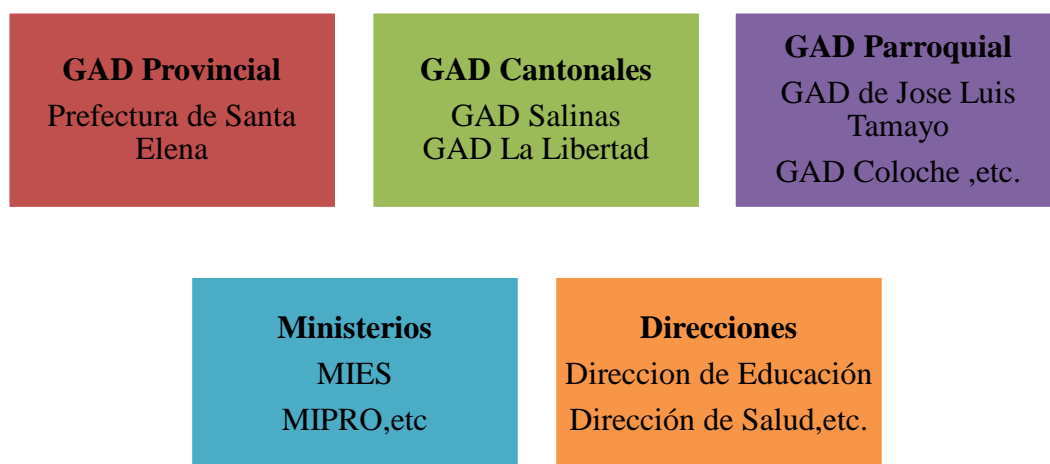 GAD Provincial
Prefectura de Santa
Elena
GAD Cantonales
GAD Salinas
GAD La Libertad
GAD Parroquial
GAD de Jose Luis
Tamayo
GAD Coloche ,etc.
Ministerios
MIES
MIPRO,etc
Direcciones
Direccion de Educación
Dirección de Salud,etc.